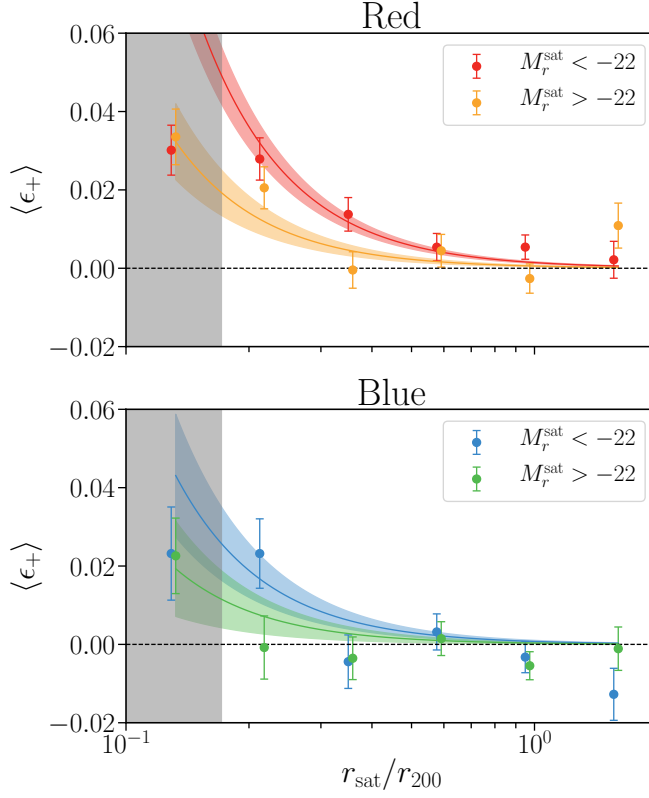 Red
0.06
0.04
0.02
0.00
−0.02
⟨ϵ+⟩
M_r^sat < −22
M_r^sat > −22
Blue
0.06
0.04
0.02
0.00
−0.02
⟨ϵ+⟩
M_r^sat < −22
M_r^sat > −22
10^−1
10^0
r_sat/r_200